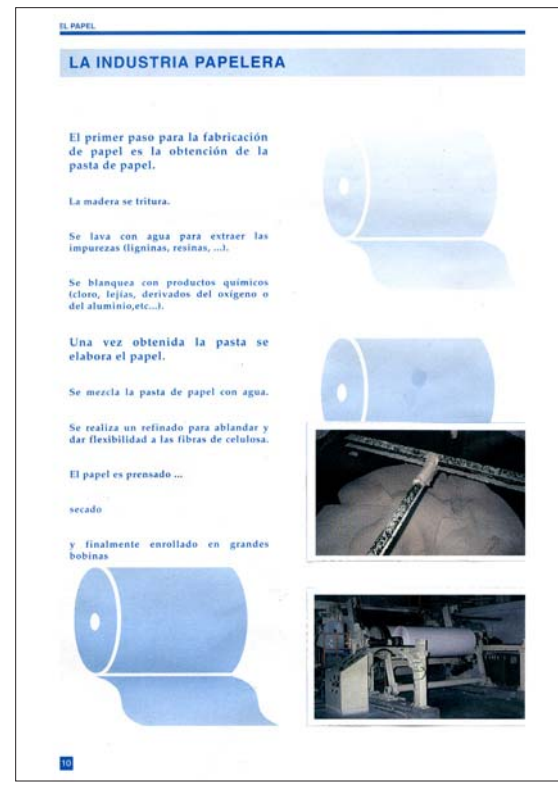 EL PAPEL
LA INDUSTRIA PAPELERA
El primer paso para la fabricación
de papel es la obtención de la
pasta de papel.
La madera se tritura.
Se lava con agua para extraer las
impurezas (ligninas, resinas, ...).
Se blanquea con productos químicos
(cloro, lejías, derivados del oxígeno o
del aluminio,etc...).
Una vez obtenida la pasta se
elabora el papel.
Se mezcla la pasta de papel con agua.
Se realiza un refinado para ablandar y
dar flexibilidad a las fibras de celulosa.
El papel es prensado ...
secado
y finalmente enrollado en grandes
bobinas
10